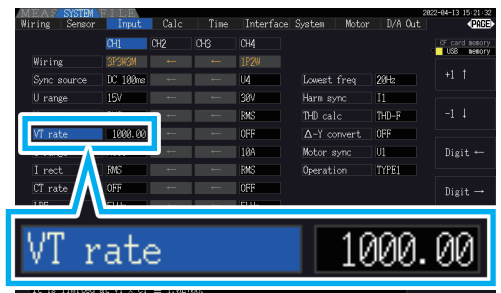 MEAS SYSTEM FILE 2022-04-13 15:21:32
Wiring Sensor Input Calc Time Interface System Motor D/A Out PAGE
CH1 CH2 CH3 CH4 CF card memory
USB memory
Wiring 3P3W3M ← ← 1P2W +1 ↑
Sync source DC 100ms ← ← U4 Lowest freq 20Hz
U range 15V ← ← 30V Harm sync I1
← ← RMS THD calc THD-F -1 ↓
VT rate 1000.00 ← ← OFF Δ-Y convert OFF
← ← 10A Motor sync U1 Digit ←
I rect RMS ← ← RMS Operation TYPE1
CT rate OFF ← ← OFF Digit →
VT rate 1000.00